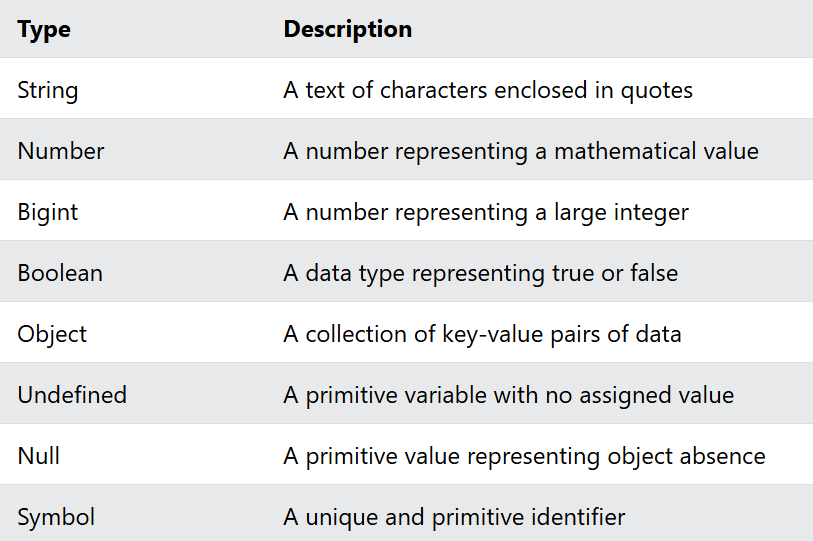 Type Description
String A text of characters enclosed in quotes
Number A number representing a mathematical value
Bigint A number representing a large integer
Boolean A data type representing true or false
Object A collection of key-value pairs of data
Undefined A primitive variable with no assigned value
Null A primitive value representing object absence
Symbol A unique and primitive identifier